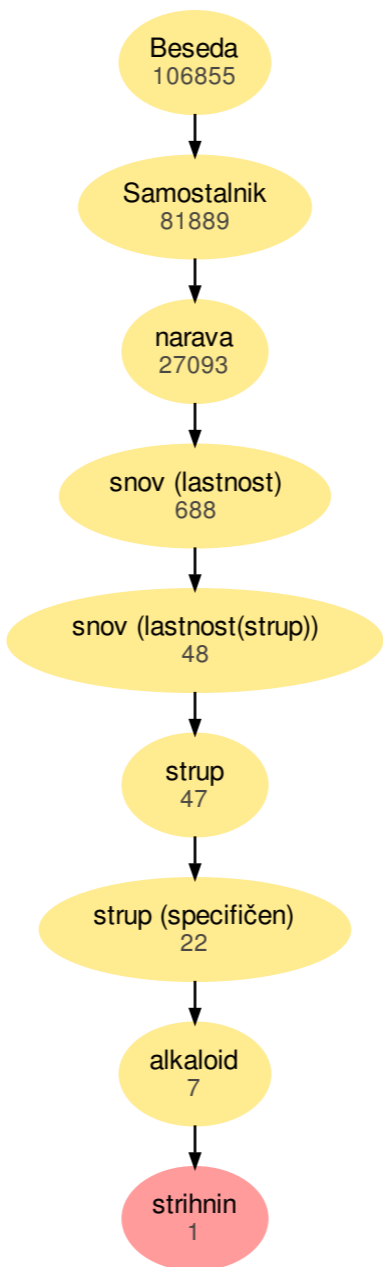 Beseda
106855
Samostalnik
81889
narava
27093
snov (lastnost)
688
snov (lastnost(strup))
48
strup
47
strup (specifičen)
22
alkaloid
7
strihnin
1